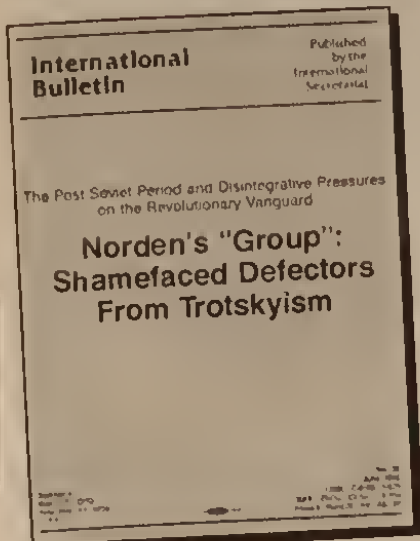 International
Bulletin
Published
by the
International
Secretariat
The Post Soviet Period and Disintegrative Pressures
on the Revolutionary Vanguard
Norden's "Group":
Shamefaced Defectors
From Trotskyism